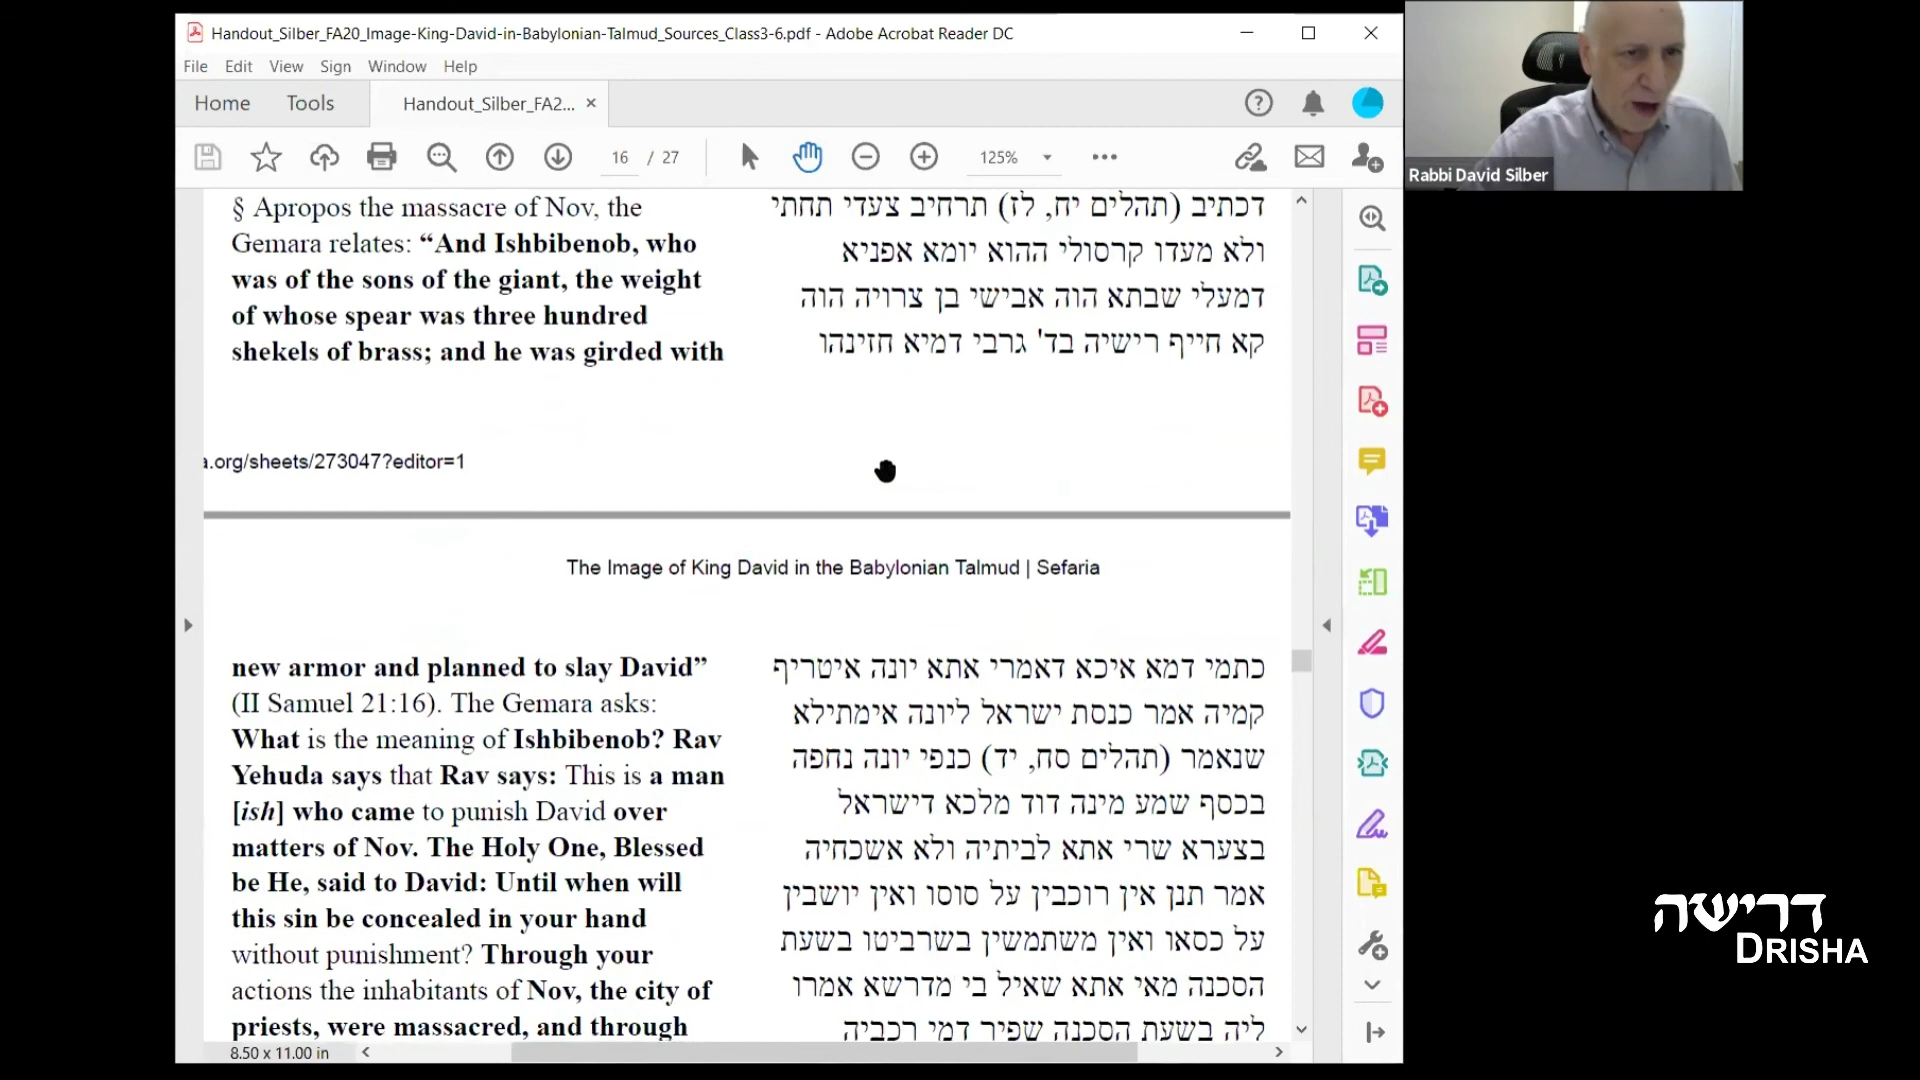 Handout_Silber_FA20_Image-King-David-in-Babylonian-Talmud_Sources_Class3-6.pdf - Adobe Acrobat Reader DC
File Edit View Sign Window Help
Home Tools Handout_Silber_FA2... ×
16 / 27 125%
Rabbi David Silber
§ Apropos the massacre of Nov, the
Gemara relates: “And Ishbibenob, who
was of the sons of the giant, the weight
of whose spear was three hundred
shekels of brass; and he was girded with
דכתיב (תהלים יח, לז) תרחיב צעדי תחתי
ולא מעדו קרסולי ההוא יומא אפניא
דמעלי שבתא הוה אבישי בן צרויה הוה
קא חייף רישיה בד' גרבי דמיא חזינהו
a.org/sheets/273047?editor=1
The Image of King David in the Babylonian Talmud | Sefaria
new armor and planned to slay David”
(II Samuel 21:16). The Gemara asks:
What is the meaning of Ishbibenob? Rav
Yehuda says that Rav says: This is a man
[ish] who came to punish David over
matters of Nov. The Holy One, Blessed
be He, said to David: Until when will
this sin be concealed in your hand
without punishment? Through your
actions the inhabitants of Nov, the city of
priests, were massacred, and through
כתמי דמא איכא דאמרי אתא יונה איטריף
קמיה אמר כנסת ישראל ליונה אימתילא
שנאמר (תהלים סח, יד) כנפי יונה נחפה
בכסף שמע מינה דוד מלכא דישראל
בצערא שרי אתא לביתיה ולא אשכחיה
אמר תנן אין רוכבין על סוסו ואין יושבין
על כסאו ואין משתמשין בשרביטו בשעת
הסכנה מאי אתא שאיל בי מדרשא אמרו
ליה בשעת הסכנה שפיר דמי רכביה
8.50 x 11.00 in
דרישה
DRISHA